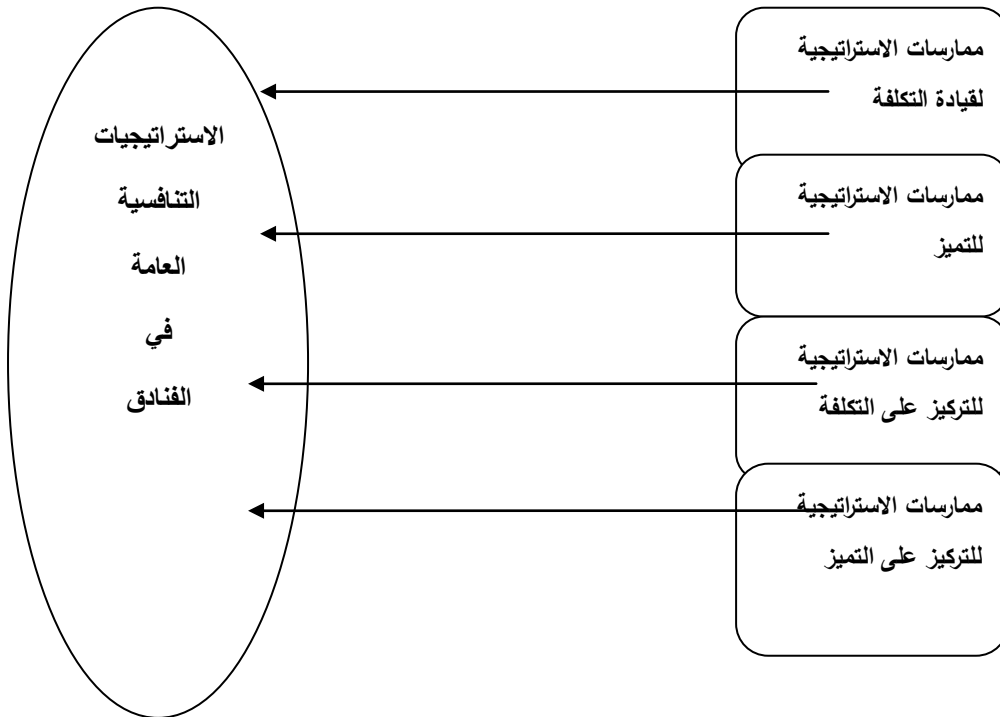 ممارسات الاستراتيجية
لقيادة التكلفة
ممارسات الاستراتيجية
للتميز
ممارسات الاستراتيجية
للتركيز على التكلفة
ممارسات الاستراتيجية
للتركيز على التميز
الاستراتيجيات
التنافسية
العامة
في
الفنادق